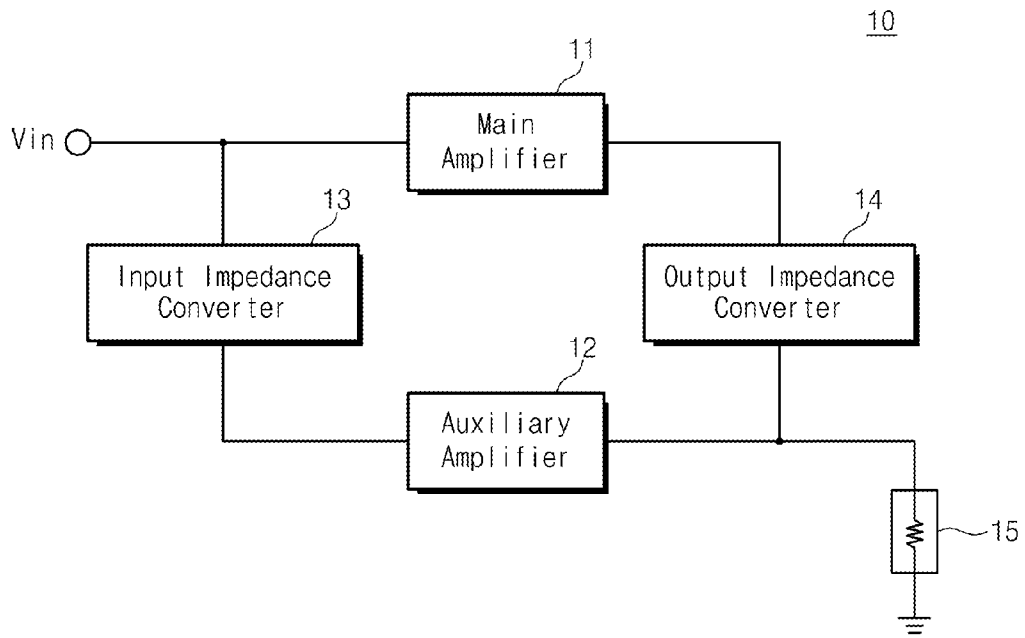 10
11
Vin
Main
Amplifier
13
14
Input Impedance
Converter
Output Impedance
Converter
12
Auxiliary
Amplifier
15